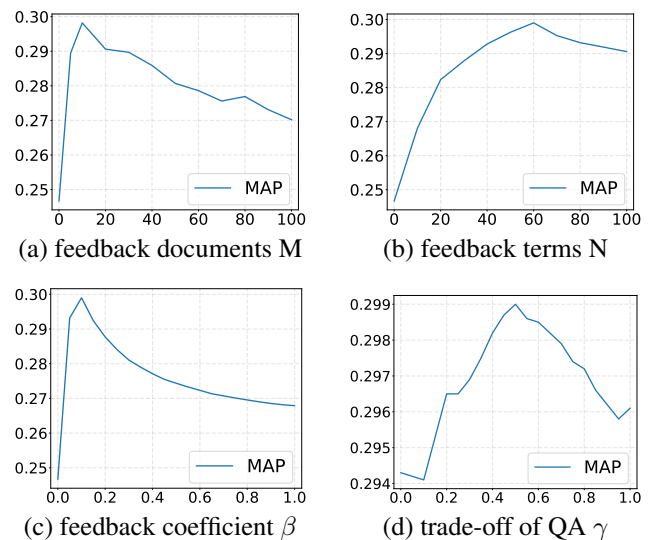 0.30
0.29
0.28
0.27
0.26
0.25
0 20 40 60 80 100
MAP
(a) feedback documents M
0.30
0.29
0.28
0.27
0.26
0.25
0 20 40 60 80 100
MAP
(b) feedback terms N
0.30
0.29
0.28
0.27
0.26
0.25
0.0 0.2 0.4 0.6 0.8 1.0
MAP
(c) feedback coefficient β
0.299
0.298
0.297
0.296
0.295
0.294
0.0 0.2 0.4 0.6 0.8 1.0
MAP
(d) trade-off of QA γ